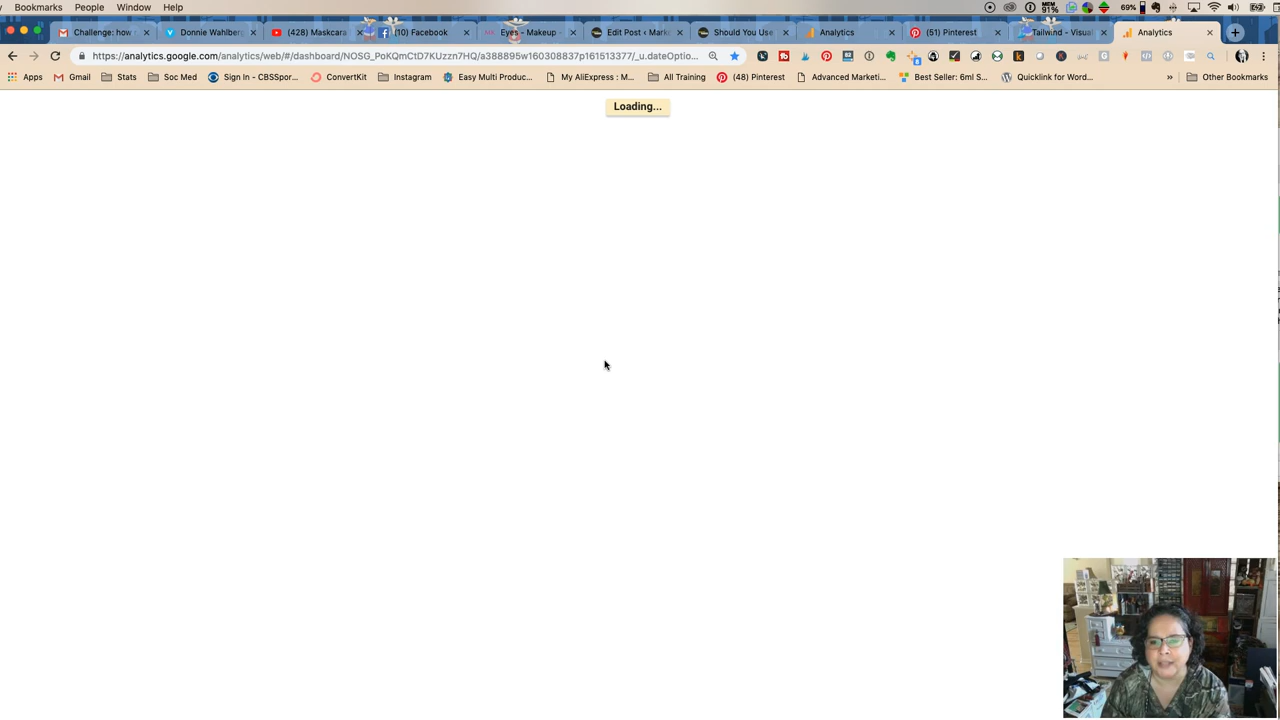 Bookmarks People Window Help MEM 91% 69%
Challenge: how Donnie Wahlberg (428) Maskcara (10) Facebook Eyes - Makeup - Edit Post ‹ Mark Should You Use Analytics (51) Pinterest Tailwind - Visual Analytics
https://analytics.google.com/analytics/web/#/dashboard/NOSG_PoKQmCtD7KUzzn7HQ/a388895w160308837p161513377/_u.dateOptio...
Apps Gmail Stats Soc Med Sign In - CBSSpor... ConvertKit Instagram Easy Multi Produc... My AliExpress : M... All Training (48) Pinterest Advanced Marketi... Best Seller: 6ml S... Quicklink for Word... » Other Bookmarks
Loading...